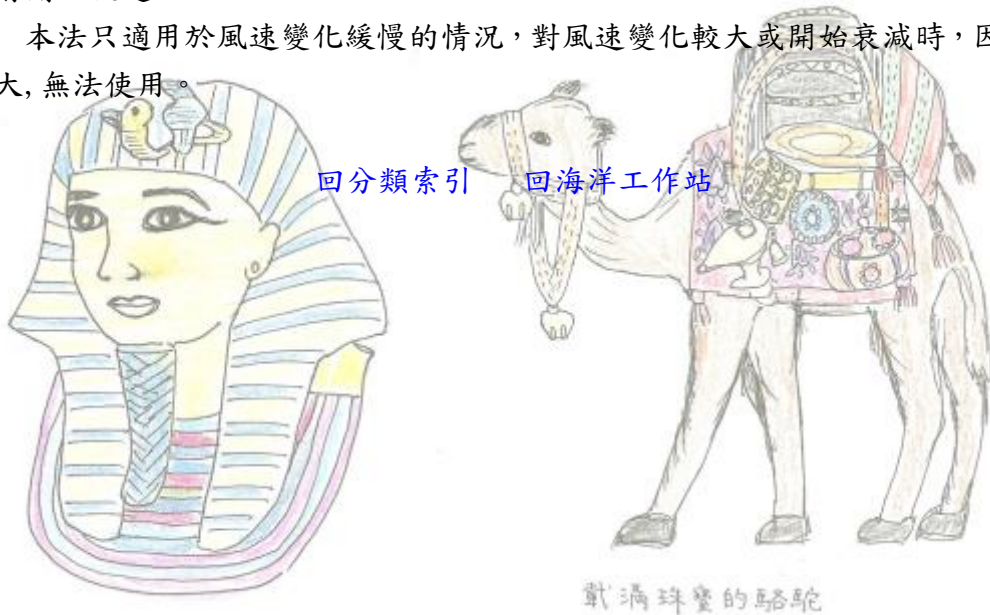 本法只適用於風速變化緩慢的情況，對風速變化較大或開始衰減時，因
大, 無法使用。
回分類索引 回海洋工作站
戴滿珠寶的駱駝